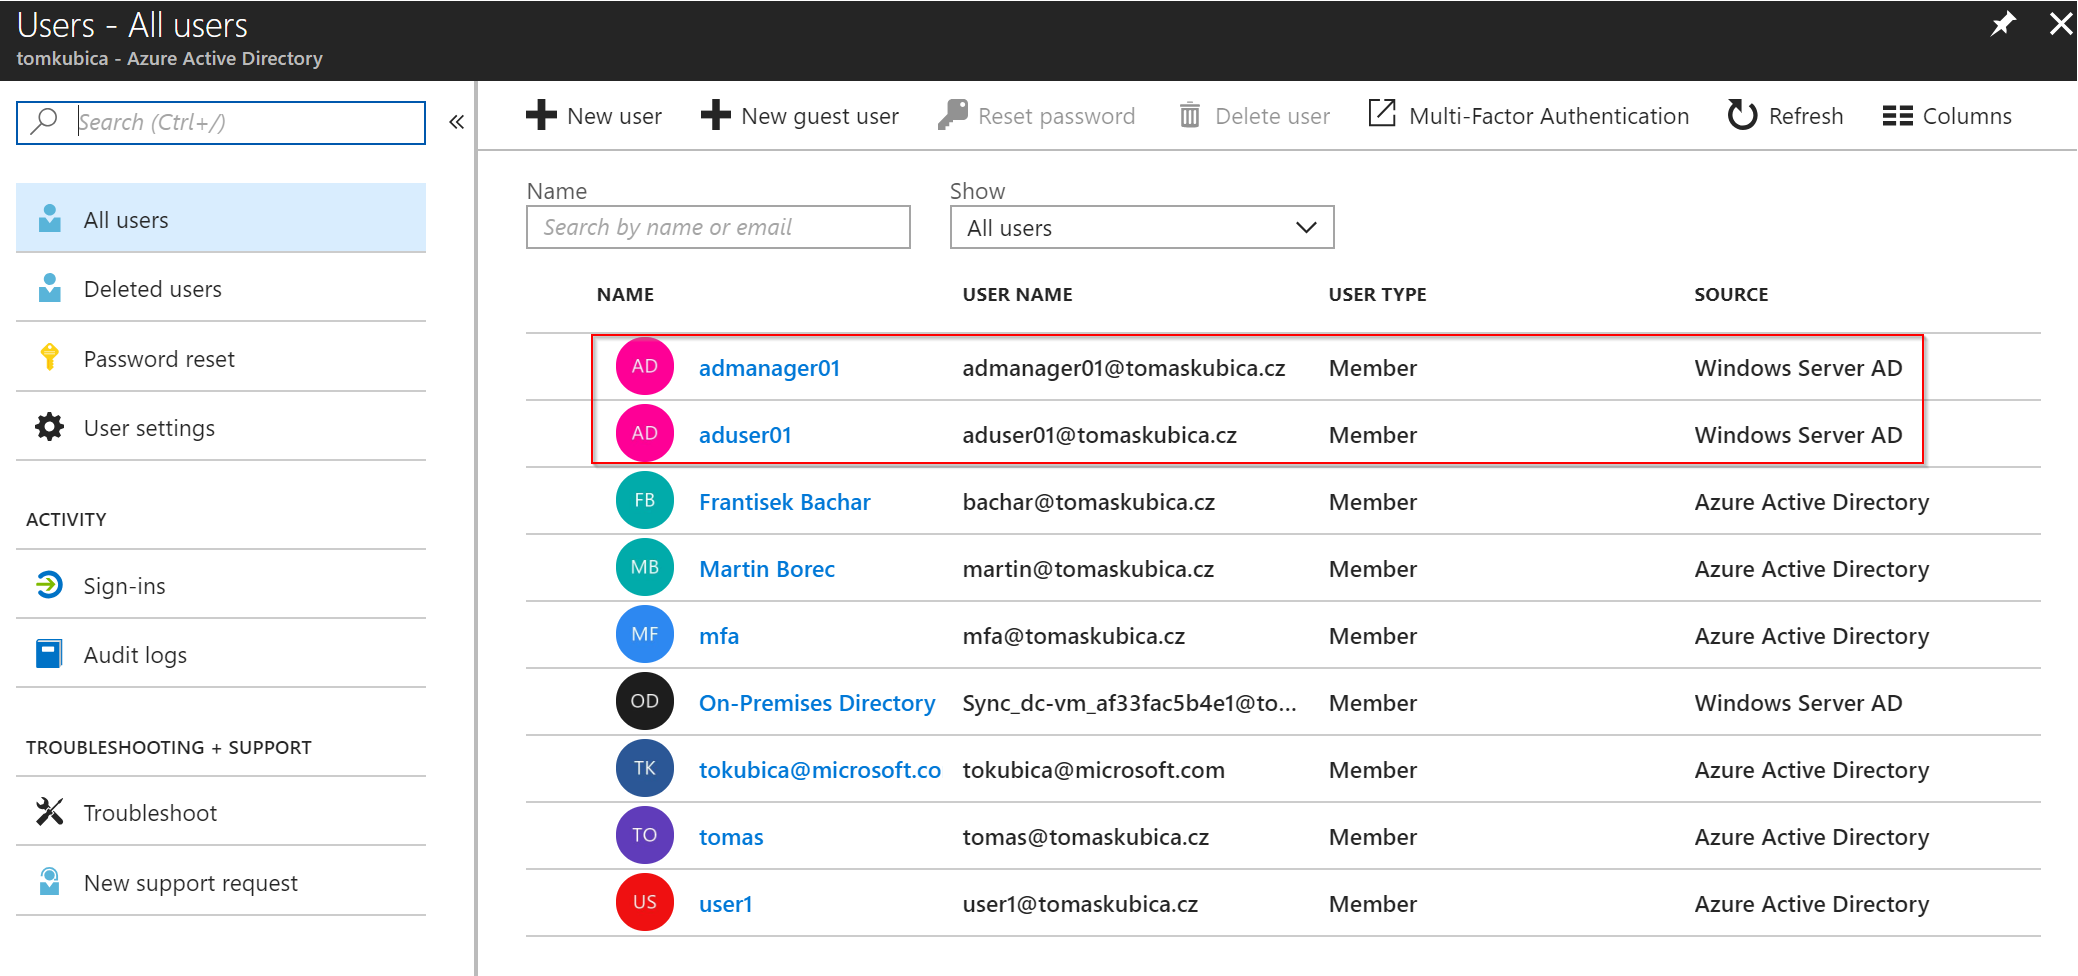 Users - All users
tomkubica - Azure Active Directory
Search (Ctrl+/)
«
All users
Deleted users
Password reset
User settings
ACTIVITY
Sign-ins
Audit logs
TROUBLESHOOTING + SUPPORT
Troubleshoot
New support request
New user New guest user Reset password Delete user Multi-Factor Authentication Refresh Columns
Name Show
Search by name or email All users
NAME USER NAME USER TYPE SOURCE
AD admanager01 admanager01@tomaskubica.cz Member Windows Server AD
AD aduser01 aduser01@tomaskubica.cz Member Windows Server AD
FB Frantisek Bachar bachar@tomaskubica.cz Member Azure Active Directory
MB Martin Borec martin@tomaskubica.cz Member Azure Active Directory
MF mfa mfa@tomaskubica.cz Member Azure Active Directory
OD On-Premises Directory Sync_dc-vm_af33fac5b4e1@to... Member Windows Server AD
TK tokubica@microsoft.co tokubica@microsoft.com Member Azure Active Directory
TO tomas tomas@tomaskubica.cz Member Azure Active Directory
US user1 user1@tomaskubica.cz Member Azure Active Directory